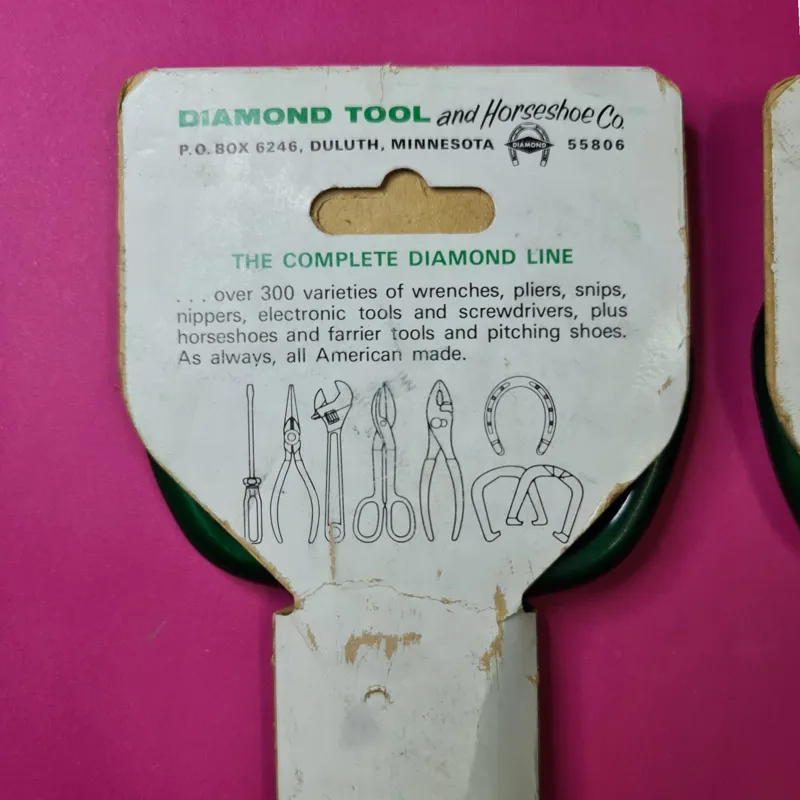 DIAMOND TOOL and Horseshoe Co.
P.O. BOX 6246, DULUTH, MINNESOTA DIAMOND 55806
THE COMPLETE DIAMOND LINE
. . . over 300 varieties of wrenches, pliers, snips,
nippers, electronic tools and screwdrivers, plus
horseshoes and farrier tools and pitching shoes.
As always, all American made.